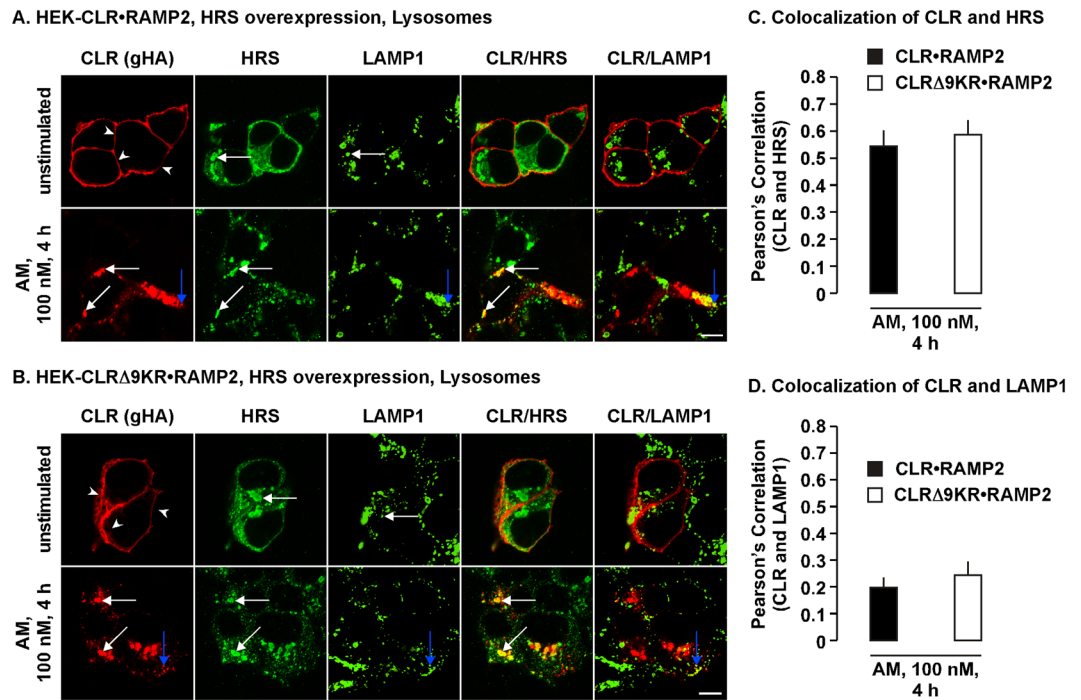 A. HEK-CLR•RAMP2, HRS overexpression, Lysosomes
CLR (gHA) HRS LAMP1 CLR/HRS CLR/LAMP1
unstimulated
AM,
100 nM, 4 h
B. HEK-CLRΔ9KR•RAMP2, HRS overexpression, Lysosomes
CLR (gHA) HRS LAMP1 CLR/HRS CLR/LAMP1
unstimulated
AM,
100 nM, 4 h
C. Colocalization of CLR and HRS
CLR•RAMP2
CLRΔ9KR•RAMP2
Pearson's Correlation
(CLR and HRS)
0.8
0.7
0.6
0.5
0.4
0.3
0.2
0.1
0
AM, 100 nM,
4 h
D. Colocalization of CLR and LAMP1
CLR•RAMP2
CLRΔ9KR•RAMP2
Pearson's Correlation
(CLR and LAMP1)
0.8
0.7
0.6
0.5
0.4
0.3
0.2
0.1
0
AM, 100 nM,
4 h